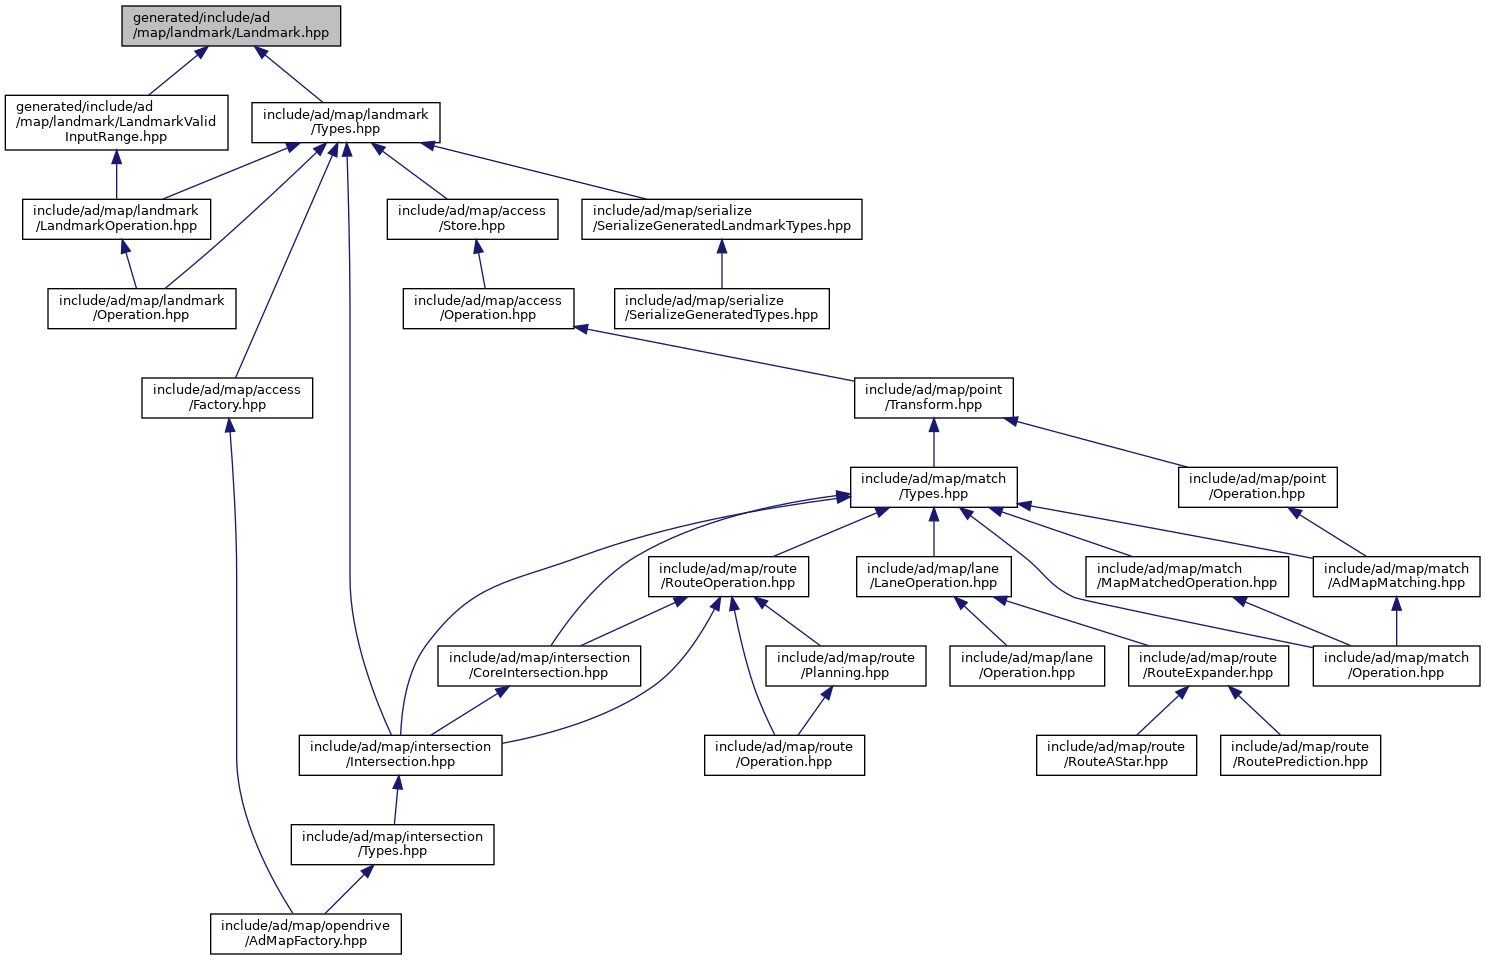 generated/include/ad
/map/landmark/Landmark.hpp
generated/include/ad
/map/landmark/LandmarkValid
InputRange.hpp
include/ad/map/landmark
/Types.hpp
include/ad/map/landmark
/LandmarkOperation.hpp
include/ad/map/access
/Store.hpp
include/ad/map/serialize
/SerializeGeneratedLandmarkTypes.hpp
include/ad/map/landmark
/Operation.hpp
include/ad/map/access
/Operation.hpp
include/ad/map/serialize
/SerializeGeneratedTypes.hpp
include/ad/map/access
/Factory.hpp
include/ad/map/point
/Transform.hpp
include/ad/map/match
/Types.hpp
include/ad/map/point
/Operation.hpp
include/ad/map/route
/RouteOperation.hpp
include/ad/map/lane
/LaneOperation.hpp
include/ad/map/match
/MapMatchedOperation.hpp
include/ad/map/match
/AdMapMatching.hpp
include/ad/map/intersection
/CoreIntersection.hpp
include/ad/map/route
/Planning.hpp
include/ad/map/lane
/Operation.hpp
include/ad/map/route
/RouteExpander.hpp
include/ad/map/match
/Operation.hpp
include/ad/map/intersection
/Intersection.hpp
include/ad/map/route
/Operation.hpp
include/ad/map/route
/RouteAStar.hpp
include/ad/map/route
/RoutePrediction.hpp
include/ad/map/intersection
/Types.hpp
include/ad/map/opendrive
/AdMapFactory.hpp